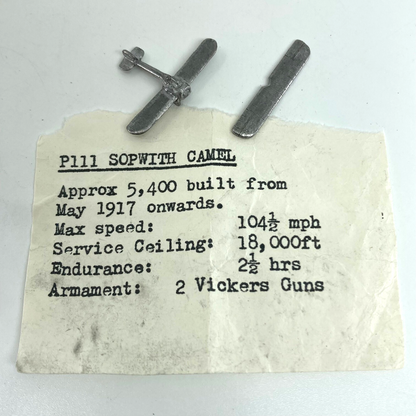 P111 SOPWITH CAMEL
Approx 5,400 built from
May 1917 onwards.
Max speed: 104½ mph
Service Ceiling: 18,000ft
Endurance: 2½ hrs
Armament: 2 Vickers Guns